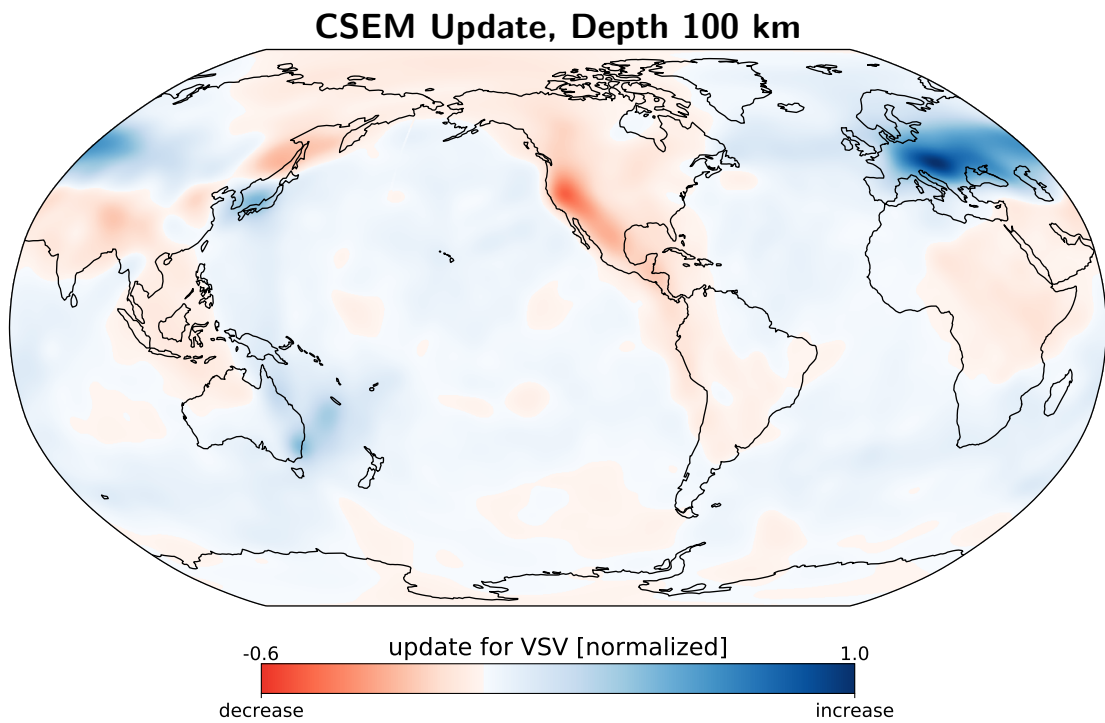 CSEM Update, Depth 100 km
update for VSV [normalized]
-0.6 1.0
decrease increase